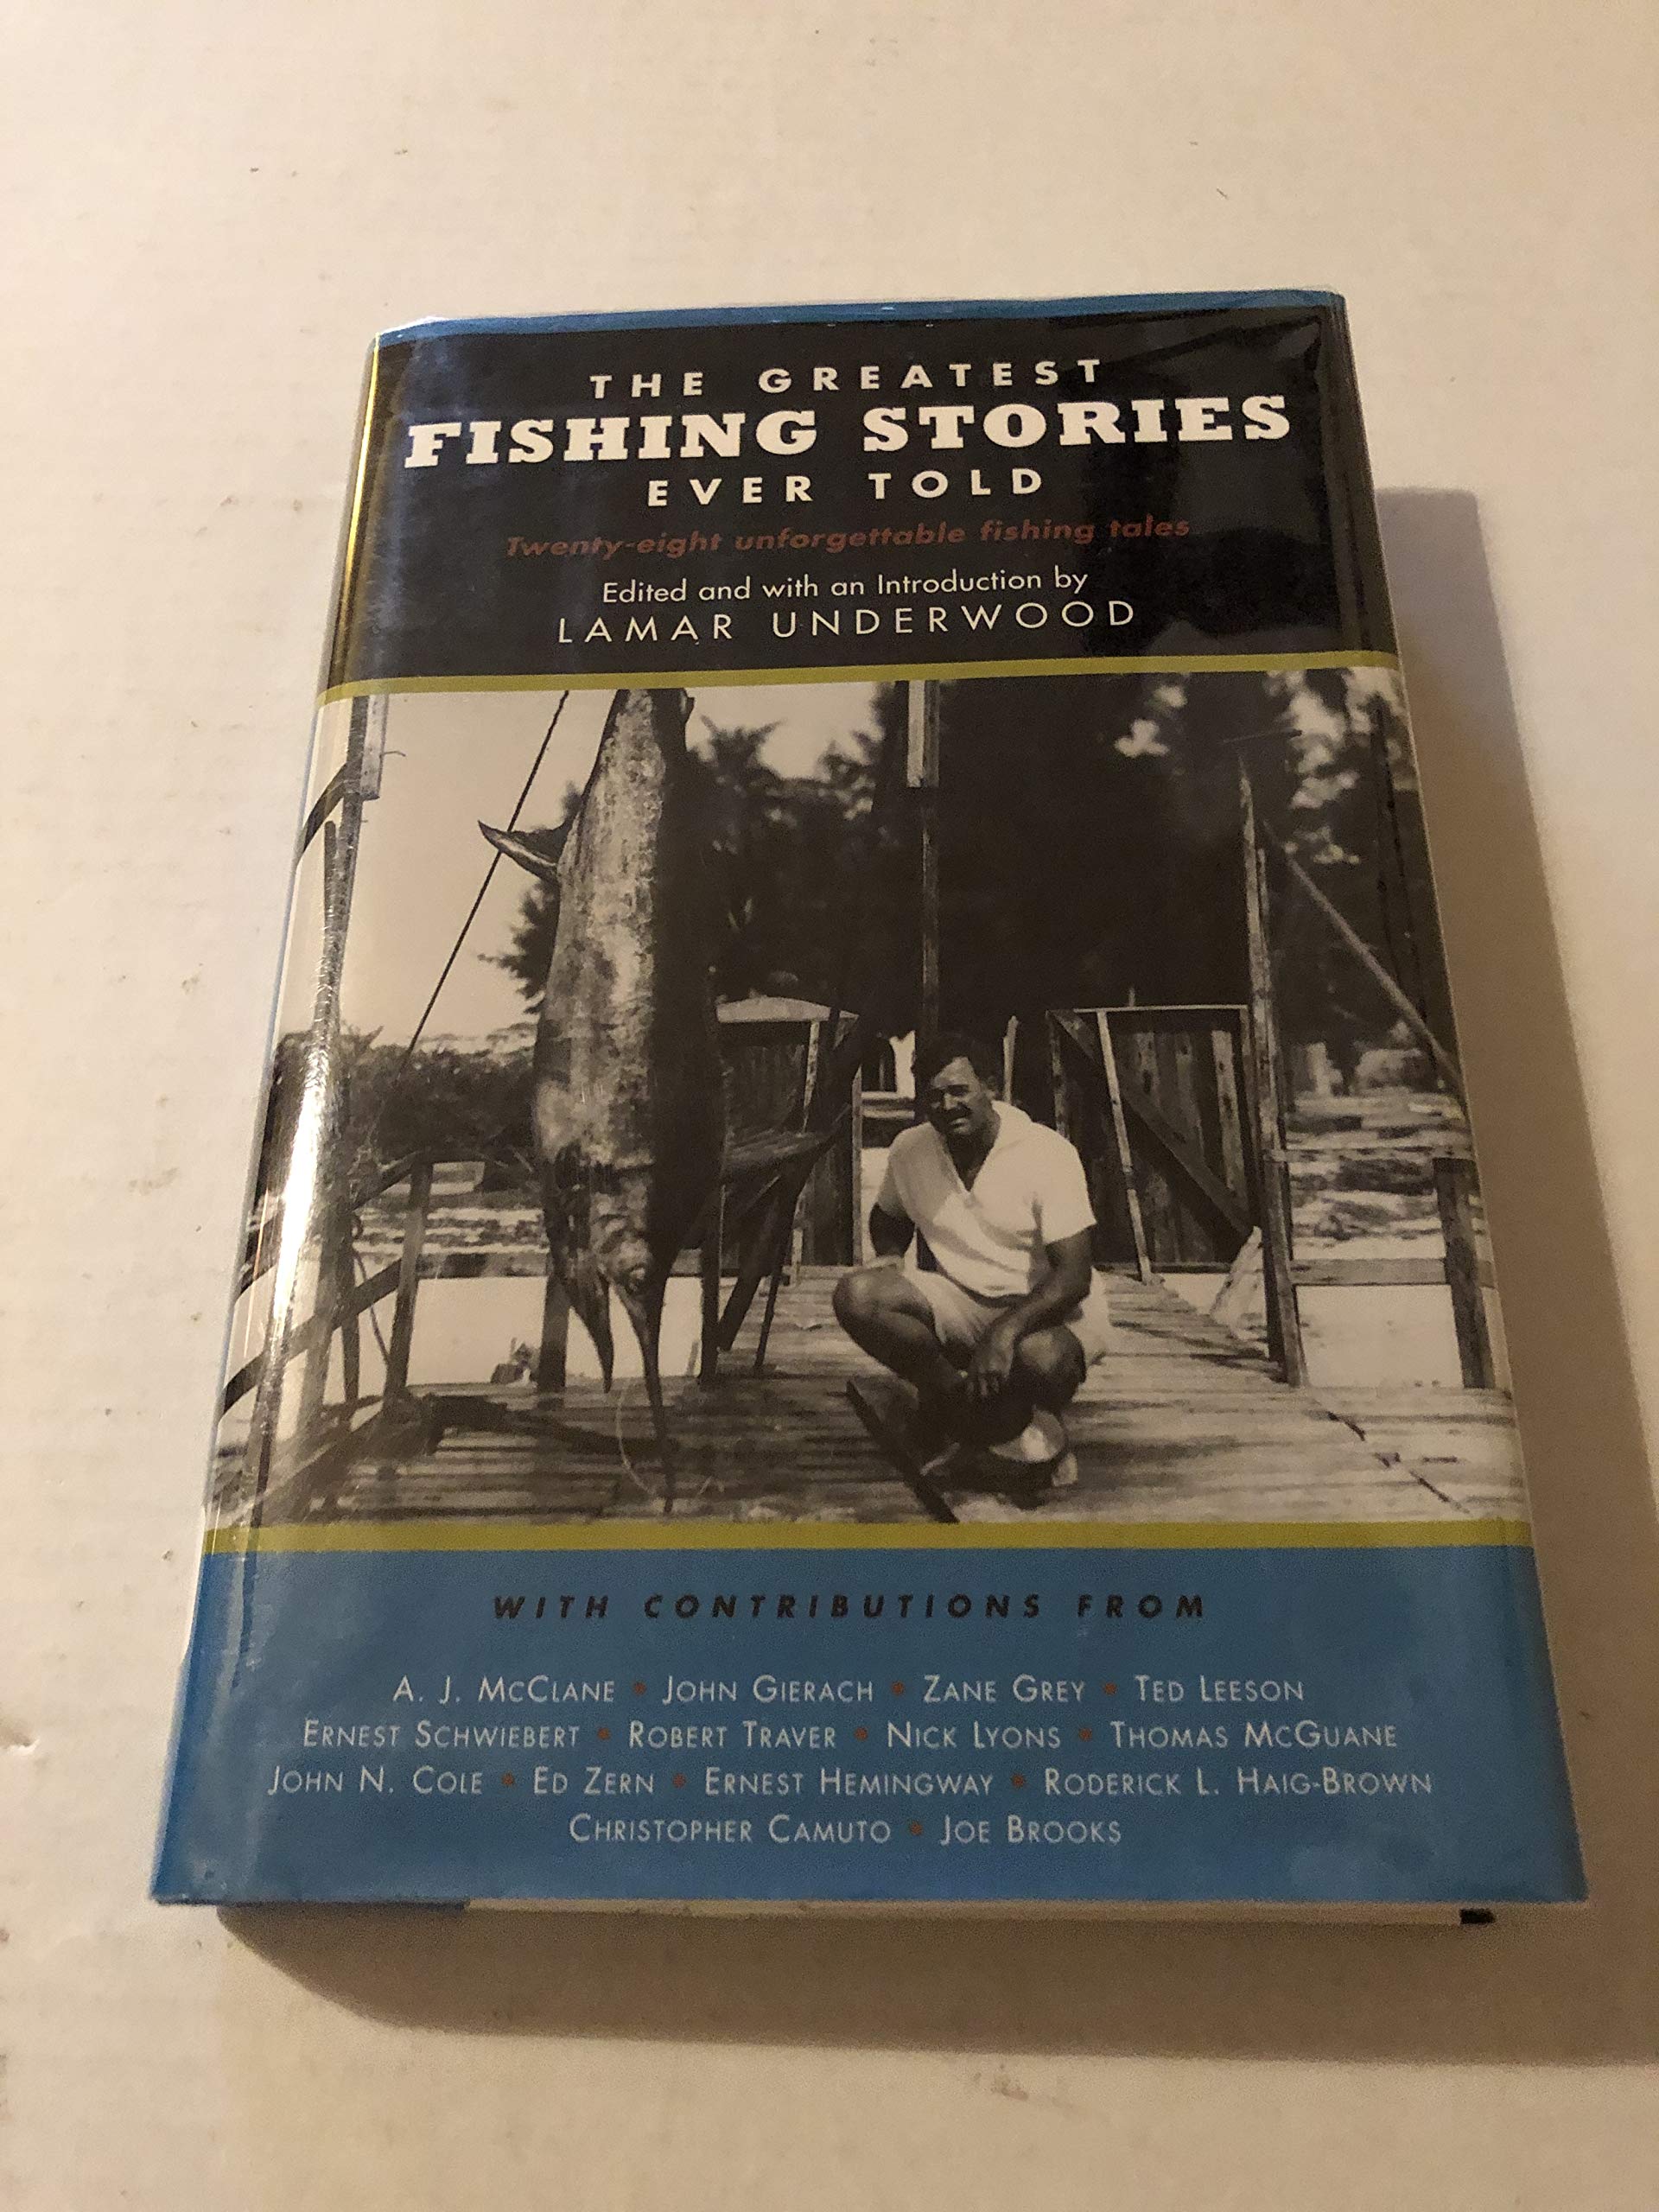 THE GREATEST
FISHING STORIES
EVER TOLD
Twenty-eight unforgettable fishing tales
Edited and with an Introduction by
LAMAR UNDERWOOD
WITH CONTRIBUTIONS FROM
A. J. MCCLANE • JOHN GIERACH • ZANE GREY • TED LEESON
ERNEST SCHWIEBERT • ROBERT TRAVER • NICK LYONS • THOMAS MCGUANE
JOHN N. COLE • ED ZERN • ERNEST HEMINGWAY • RODERICK L. HAIG-BROWN
CHRISTOPHER CAMUTO • JOE BROOKS